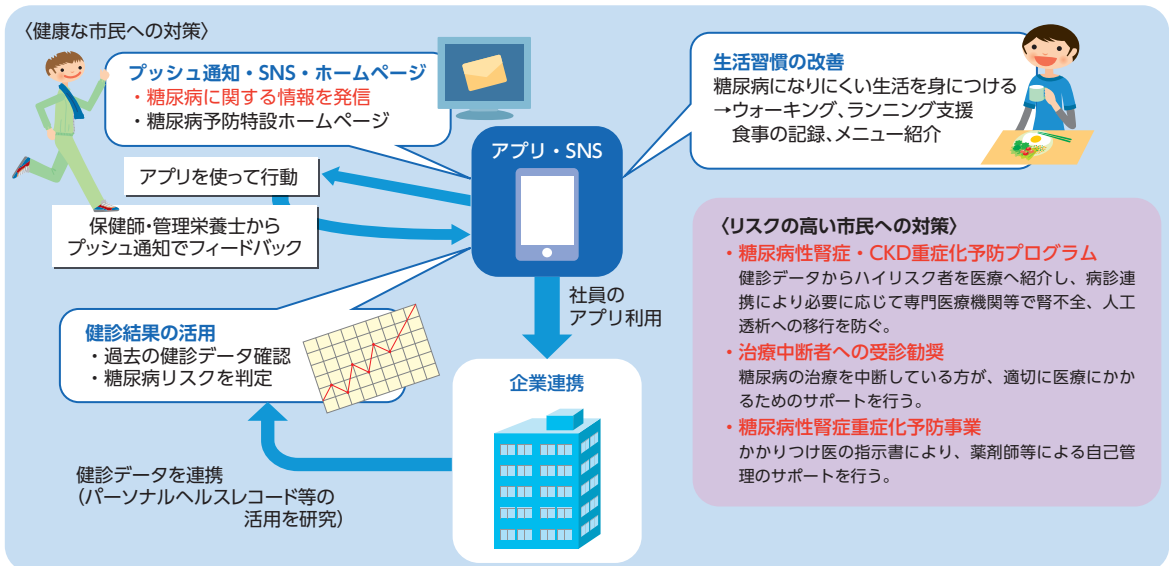 〈健康な市民への対策〉
プッシュ通知・SNS・ホームページ
・糖尿病に関する情報を発信
・糖尿病予防特設ホームページ
生活習慣の改善
糖尿病になりにくい生活を身につける
→ウォーキング、ランニング支援
食事の記録、メニュー紹介
アプリ・SNS
アプリを使って行動
保健師・管理栄養士から
プッシュ通知でフィードバック
健診結果の活用
・過去の健診データ確認
・糖尿病リスクを判定
社員の
アプリ利用
企業連携
健診データを連携
（パーソナルヘルスレコード等の
活用を研究）
〈リスクの高い市民への対策〉
・糖尿病性腎症・CKD重症化予防プログラム
健診データからハイリスク者を医療へ紹介し、病診連
携により必要に応じて専門医療機関等で腎不全、人工
透析への移行を防ぐ。
・治療中断者への受診勧奨
糖尿病の治療を中断している方が、適切に医療にかか
るためのサポートを行う。
・糖尿病性腎症重症化予防事業
かかりつけ医の指示書により、薬剤師等による自己管
理のサポートを行う。